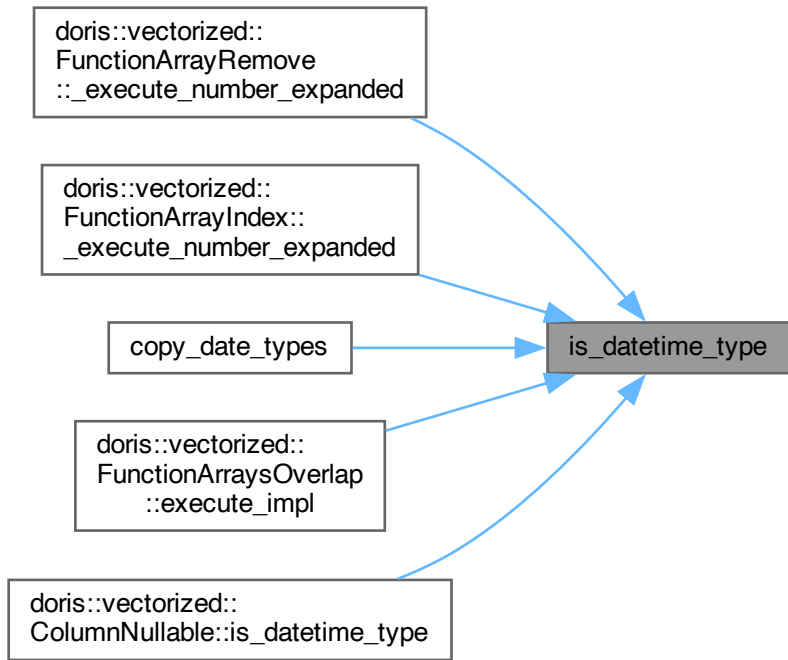 doris::vectorized::
FunctionArrayRemove
::_execute_number_expanded
doris::vectorized::
FunctionArrayIndex::
_execute_number_expanded
copy_date_types
is_datetime_type
doris::vectorized::
FunctionArraysOverlap
::execute_impl
doris::vectorized::
ColumnNullable::is_datetime_type